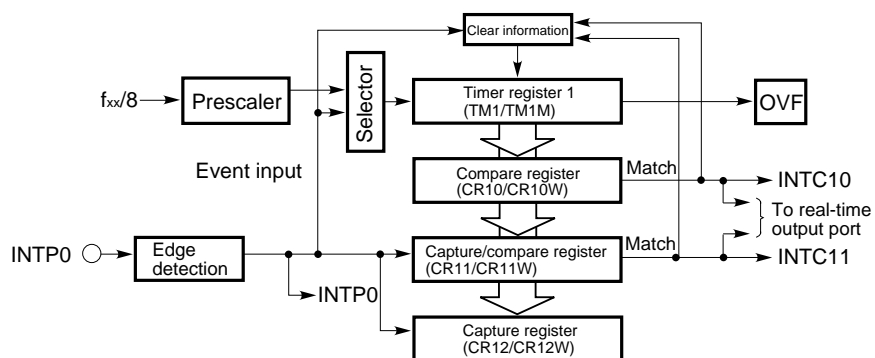 Clear information
fxx/8
Prescaler
Selector
Timer register 1
(TM1/TM1M)
OVF
Event input
Compare register
(CR10/CR10W)
Match
INTC10
To real-time
output port
INTP0
Edge
detection
Capture/compare register
(CR11/CR11W)
Match
INTC11
INTP0
Capture register
(CR12/CR12W)